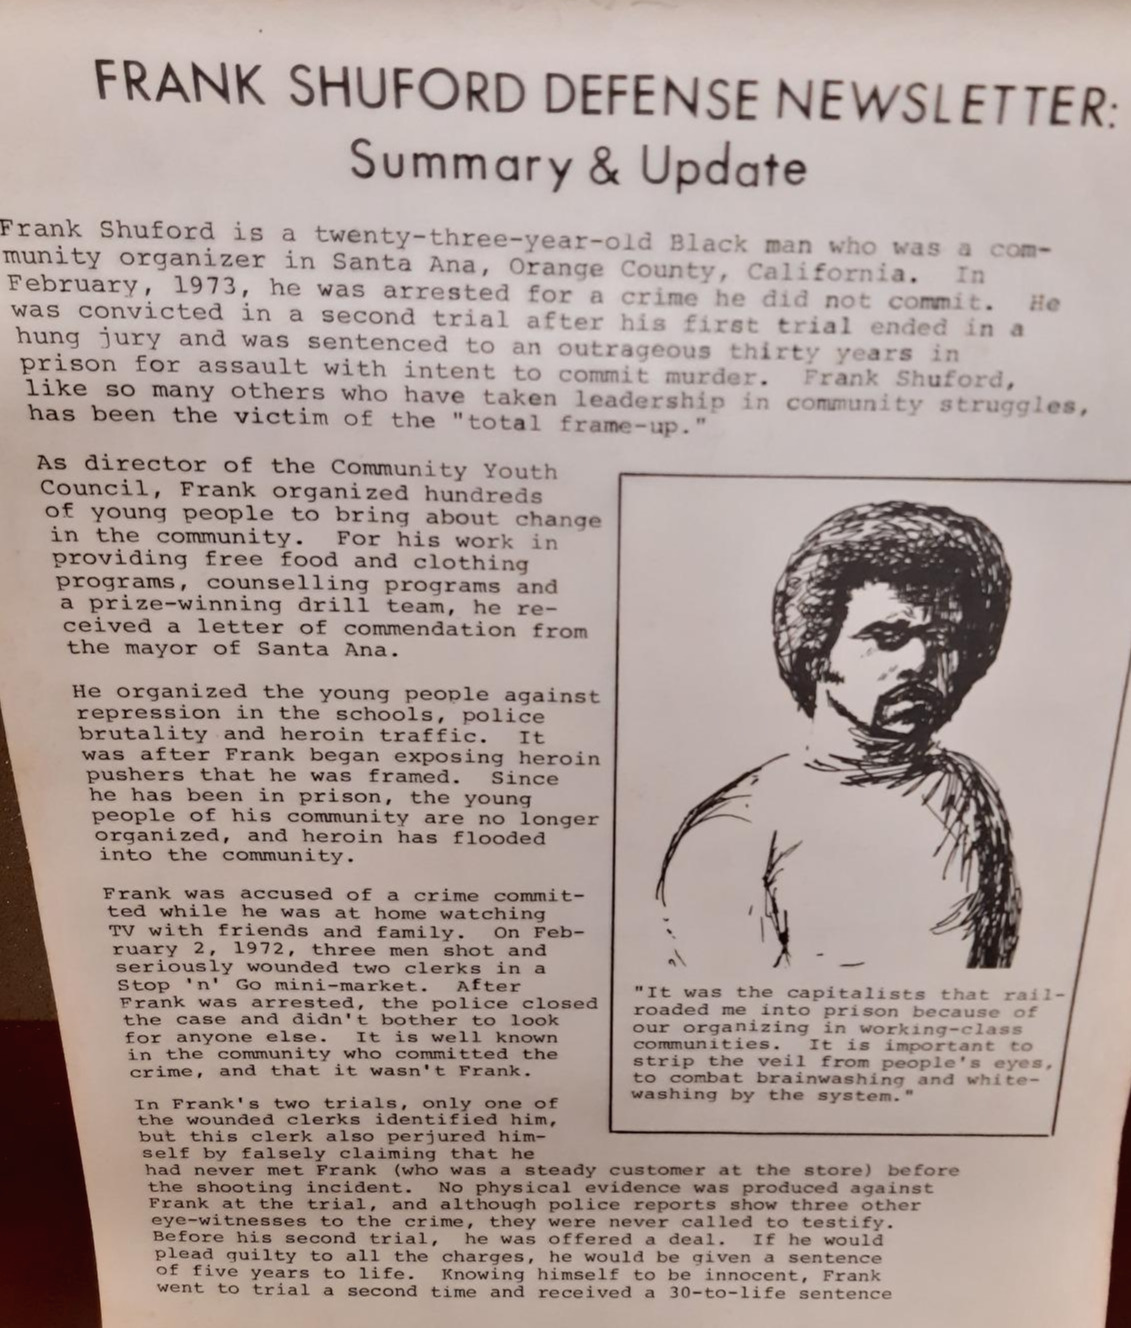 FRANK SHUFORD DEFENSE NEWSLETTER:
Summary & Update
Frank Shuford is a twenty-three-year-old Black man who was a com-
munity organizer in Santa Ana, Orange County, California. In
February, 1973, he was arrested for a crime he did not commit. He
was convicted in a second trial after his first trial ended in a
hung jury and was sentenced to an outrageous thirty years in
prison for assault with intent to commit murder. Frank Shuford,
like so many others who have taken leadership in community struggles,
has been the victim of the "total frame-up."
As director of the Community Youth
Council, Frank organized hundreds
of young people to bring about change
in the community. For his work in
providing free food and clothing
programs, counselling programs and
a prize-winning drill team, he re-
ceived a letter of commendation from
the mayor of Santa Ana.
He organized the young people against
repression in the schools, police
brutality and heroin traffic. It
was after Frank began exposing heroin
pushers that he was framed. Since
he has been in prison, the young
people of his community are no longer
organized, and heroin has flooded
into the community.
Frank was accused of a crime commit-
ted while he was at home watching
TV with friends and family. On Feb-
ruary 2, 1972, three men shot and
seriously wounded two clerks in a
Stop 'n' Go mini-market. After
Frank was arrested, the police closed
the case and didn't bother to look
for anyone else. It is well known
in the community who committed the
crime, and that it wasn't Frank.
"It was the capitalists that rail-
roaded me into prison because of
our organizing in working-class
communities. It is important to
strip the veil from people's eyes,
to combat brainwashing and white-
washing by the system."
In Frank's two trials, only one of
the wounded clerks identified him,
but this clerk also perjured him-
self by falsely claiming that he
had never met Frank (who was a steady customer at the store) before
the shooting incident. No physical evidence was produced against
Frank at the trial, and although police reports show three other
eye-witnesses to the crime, they were never called to testify.
Before his second trial, he was offered a deal. If he would
plead guilty to all the charges, he would be given a sentence
of five years to life. Knowing himself to be innocent, Frank
went to trial a second time and received a 30-to-life sentence